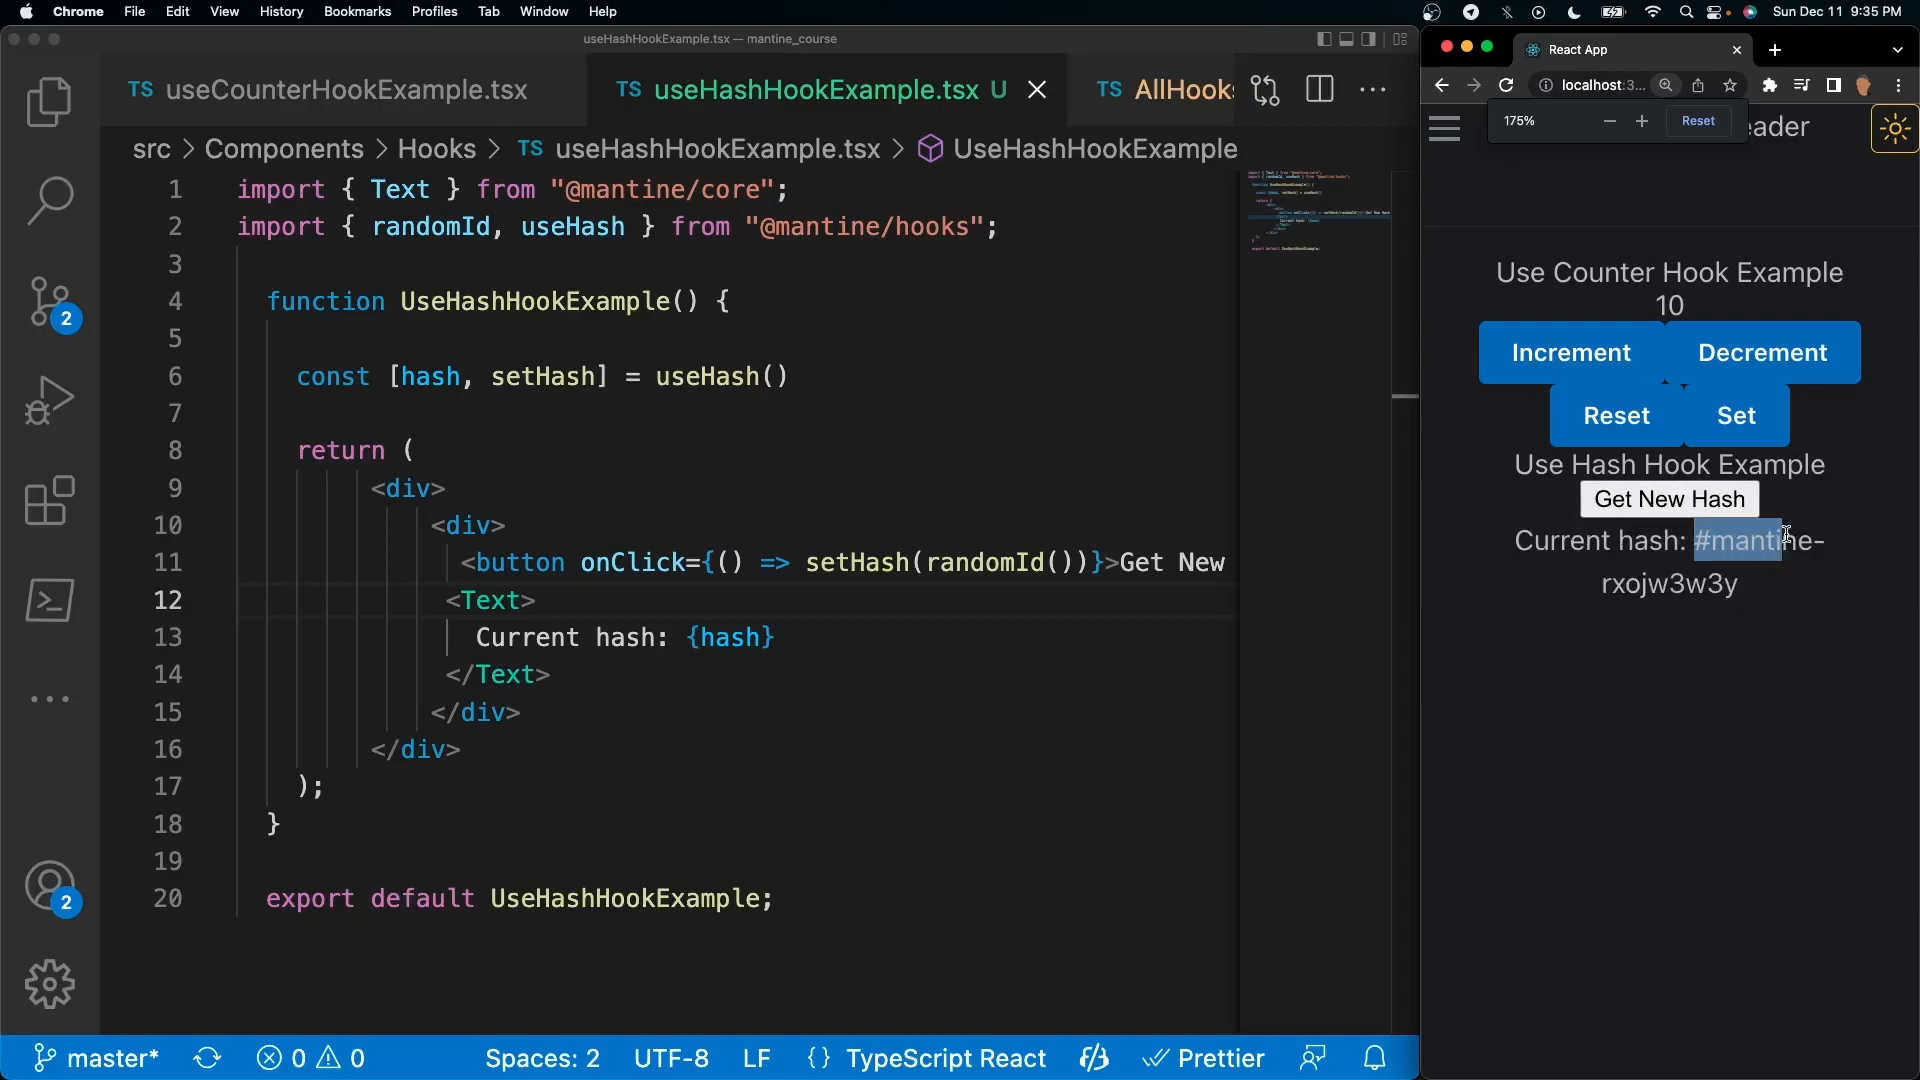 Chrome File Edit View History Bookmarks Profiles Tab Window Help
Sun Dec 11 9:35 PM
useHashHookExample.tsx — mantine_course
TS useCounterHookExample.tsx
TS useHashHookExample.tsx U
TS AllHooks
src > Components > Hooks > TS useHashHookExample.tsx > UseHashHookExample
1 import { Text } from "@mantine/core";
2 import { randomId, useHash } from "@mantine/hooks";
3
4 function UseHashHookExample() {
5
6 const [hash, setHash] = useHash()
7
8 return (
9 <div>
10 <div>
11 <button onClick={() => setHash(randomId())}>Get New
12 <Text>
13 Current hash: {hash}
14 </Text>
15 </div>
16 </div>
17 );
18 }
19
20 export default UseHashHookExample;
2
2
master* 0 0 Spaces: 2 UTF-8 LF {} TypeScript React Prettier
React App
localhost:3...
175% — + Reset
eader
Use Counter Hook Example
10
Increment Decrement
Reset Set
Use Hash Hook Example
Get New Hash
Current hash: #mantine-
rxojw3w3y